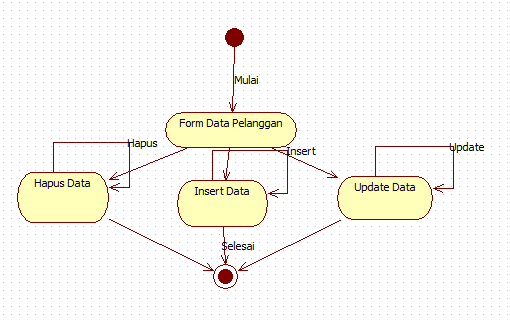 Mulai
Form Data Pelanggan
Hapus
Insert
Update
Hapus Data
Insert Data
Update Data
Selesai